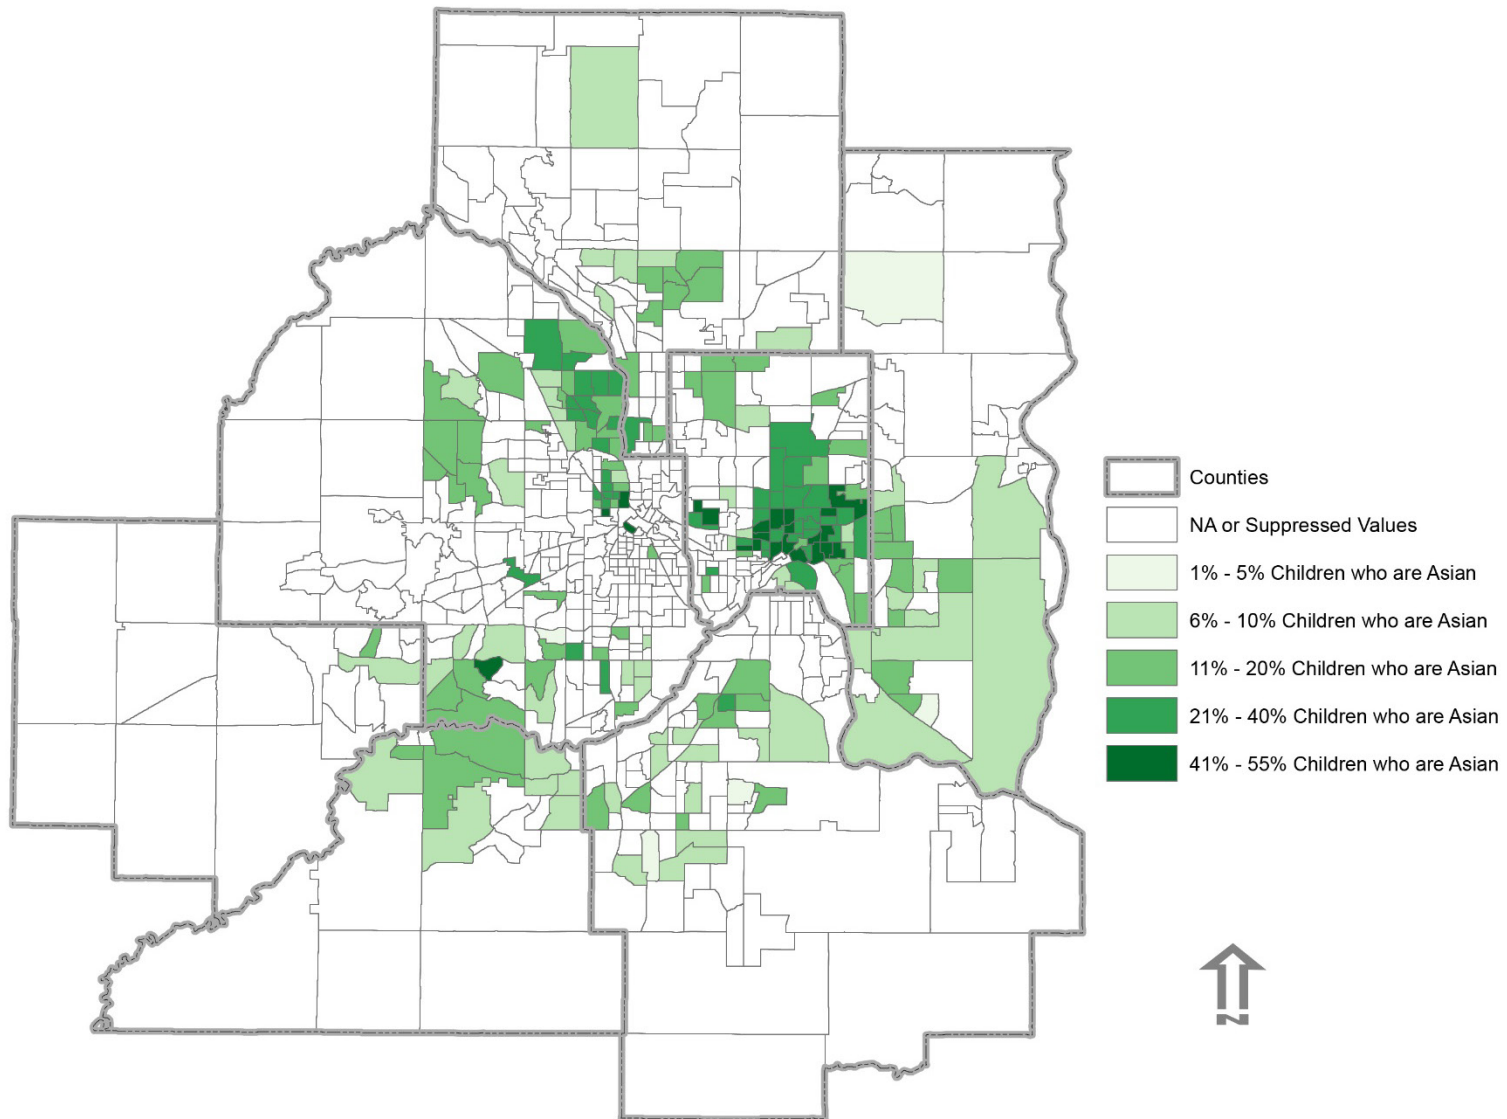 Counties
NA or Suppressed Values
1% - 5% Children who are Asian
6% - 10% Children who are Asian
11% - 20% Children who are Asian
21% - 40% Children who are Asian
41% - 55% Children who are Asian
N